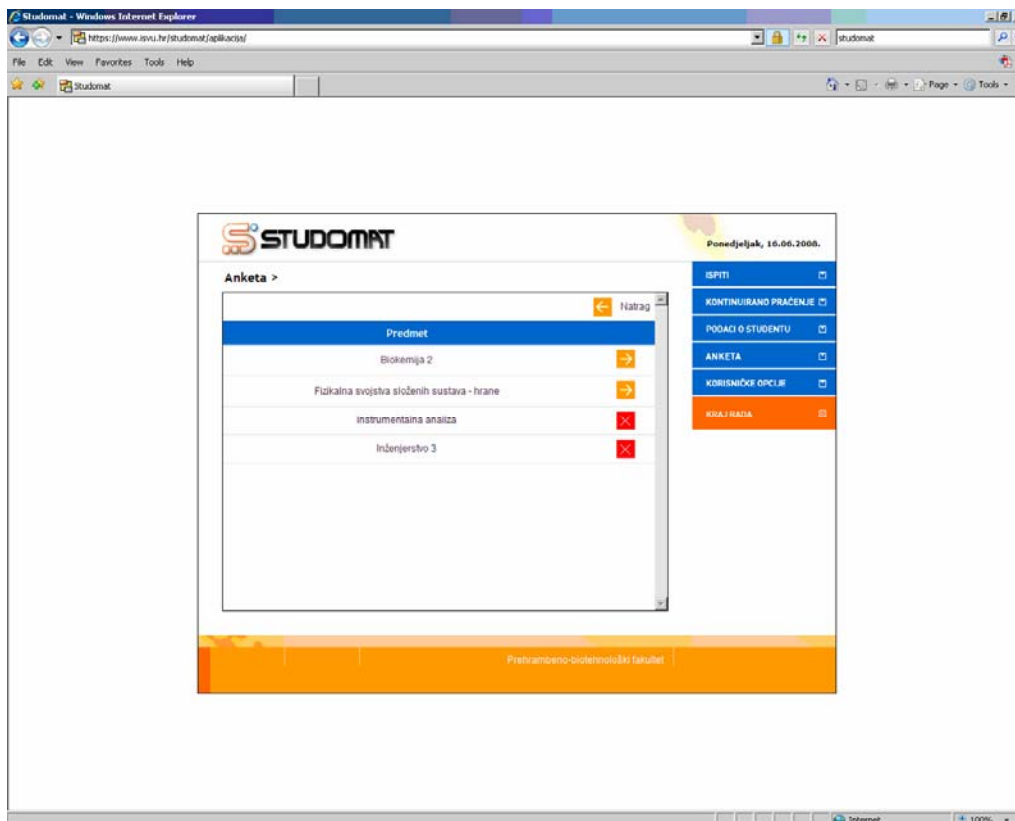 Studomat - Windows Internet Explorer
https://www.isvu.hr/studomat/aplikacija/
studomat
File Edit View Favorites Tools Help
Studomat
Page Tools
STUDOMAT
Ponedjeljak, 16.06.2008.
Anketa >
Natrag
Predmet
Biokemija 2
Fizikalna svojstva složenih sustava - hrane
Instrumentalna analiza
Inženjerstvo 3
ISPITI
KONTINUIRANO PRAĆENJE
PODACI O STUDENTU
ANKETA
KORISNIČKE OPCIJE
KRAJ RADA
Prehrambeno-biotehnološki fakultet
Internet
100%